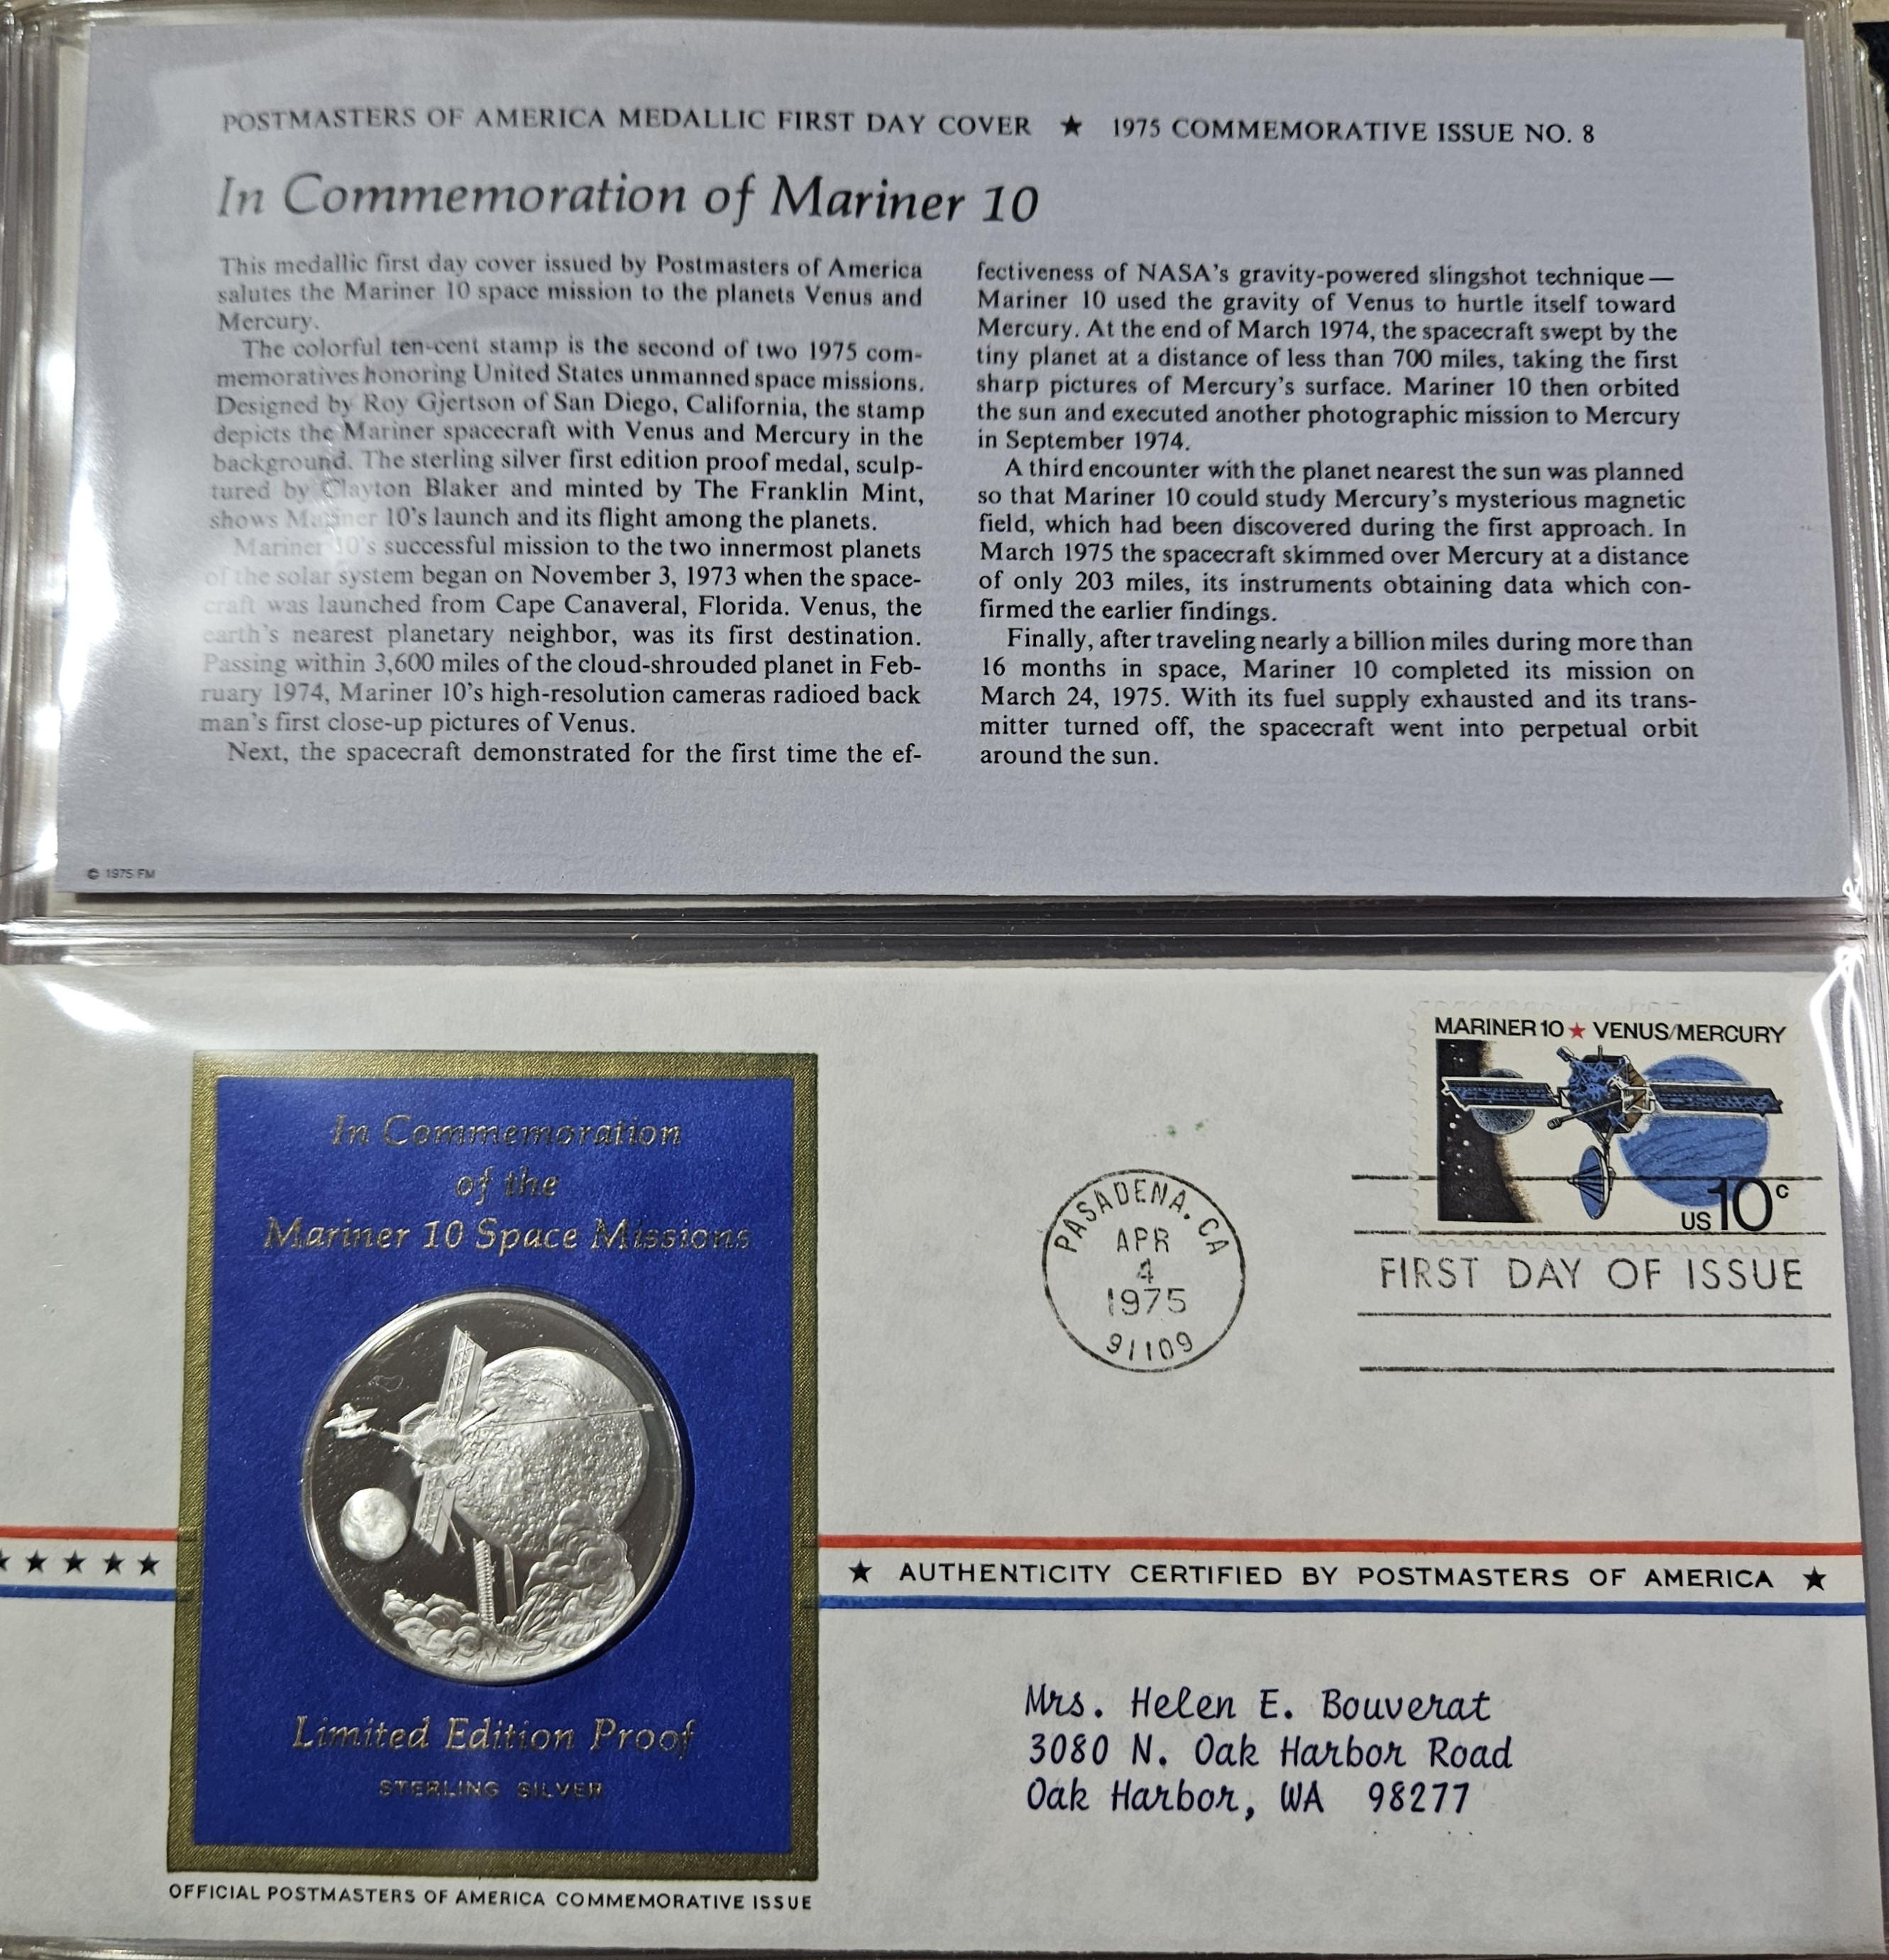 POSTMASTERS OF AMERICA MEDALLIC FIRST DAY COVER ★ 1975 COMMEMORATIVE ISSUE NO. 8
In Commemoration of Mariner 10
This medallic first day cover issued by Postmasters of America
salutes the Mariner 10 space mission to the planets Venus and
Mercury.
The colorful ten-cent stamp is the second of two 1975 com-
memoratives honoring United States unmanned space missions.
Designed by Roy Gjertson of San Diego, California, the stamp
depicts the Mariner spacecraft with Venus and Mercury in the
background. The sterling silver first edition proof medal, sculp-
tured by Clayton Blaker and minted by The Franklin Mint,
shows Mariner 10's launch and its flight among the planets.
Mariner 10's successful mission to the two innermost planets
of the solar system began on November 3, 1973 when the space-
craft was launched from Cape Canaveral, Florida. Venus, the
earth's nearest planetary neighbor, was its first destination.
Passing within 3,600 miles of the cloud-shrouded planet in Feb-
ruary 1974, Mariner 10's high-resolution cameras radioed back
man's first close-up pictures of Venus.
Next, the spacecraft demonstrated for the first time the ef-
fectiveness of NASA's gravity-powered slingshot technique—
Mariner 10 used the gravity of Venus to hurtle itself toward
Mercury. At the end of March 1974, the spacecraft swept by the
tiny planet at a distance of less than 700 miles, taking the first
sharp pictures of Mercury's surface. Mariner 10 then orbited
the sun and executed another photographic mission to Mercury
in September 1974.
A third encounter with the planet nearest the sun was planned
so that Mariner 10 could study Mercury's mysterious magnetic
field, which had been discovered during the first approach. In
March 1975 the spacecraft skimmed over Mercury at a distance
of only 203 miles, its instruments obtaining data which con-
firmed the earlier findings.
Finally, after traveling nearly a billion miles during more than
16 months in space, Mariner 10 completed its mission on
March 24, 1975. With its fuel supply exhausted and its trans-
mitter turned off, the spacecraft went into perpetual orbit
around the sun.
© 1975 FM
In Commemoration
of the
Mariner 10 Space Missions
Limited Edition Proof
STERLING SILVER
OFFICIAL POSTMASTERS OF AMERICA COMMEMORATIVE ISSUE
MARINER 10 ★ VENUS/MERCURY
US 10c
PASADENA, CA
APR
4
1975
91109
FIRST DAY OF ISSUE
★ AUTHENTICITY CERTIFIED BY POSTMASTERS OF AMERICA ★
Mrs. Helen E. Bouverat
3080 N. Oak Harbor Road
Oak Harbor, WA 98277